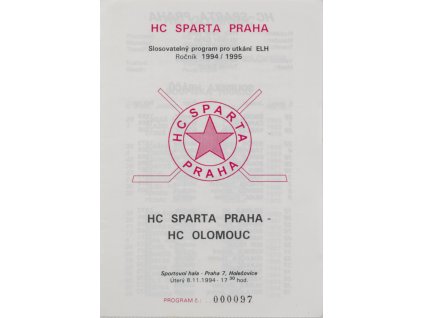 HC SPARTA PRAHA
Slosovatelný program pro utkání ELH
Ročník 1994/1995
HC SPARTA
PRAHA
HC SPARTA PRAHA -
HC OLOMOUC
Sportovní hala - Praha 7, Holešovice
Úterý 8.11.1994 - 17 30 hod.
PROGRAM Č.: 000097